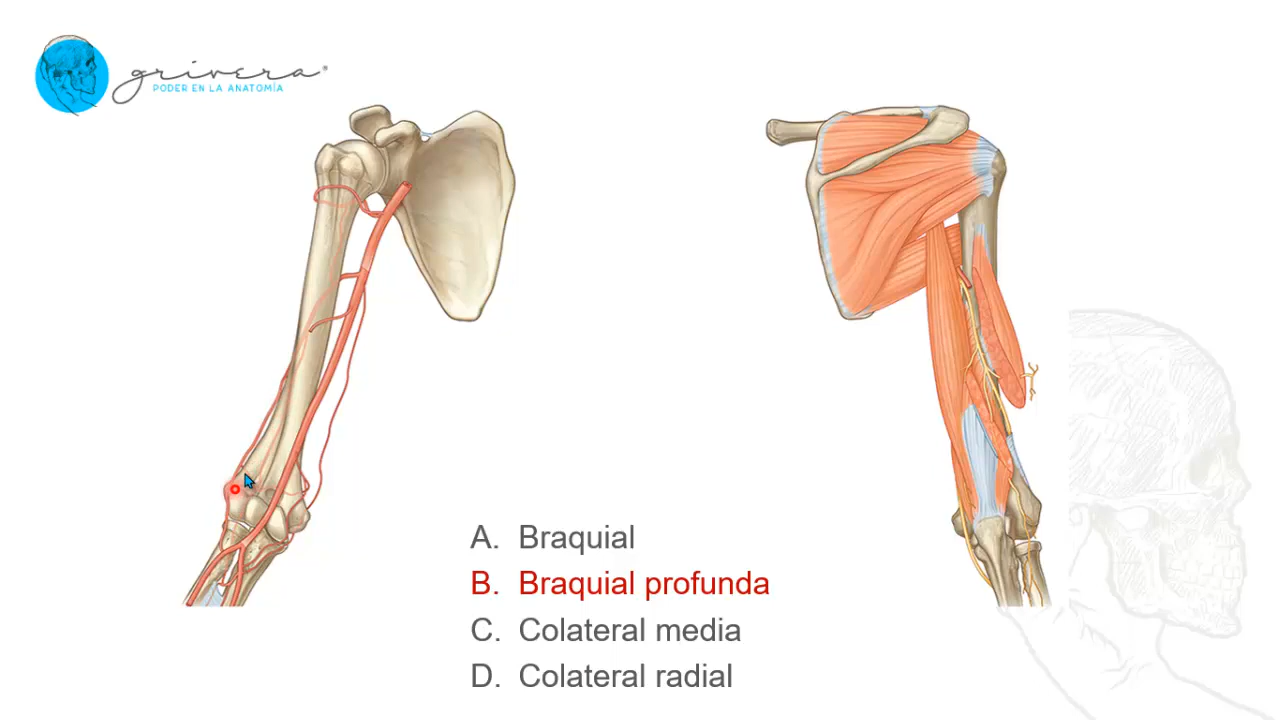 grivera®
PODER EN LA ANATOMÍA
A. Braquial
B. Braquial profunda
C. Colateral media
D. Colateral radial